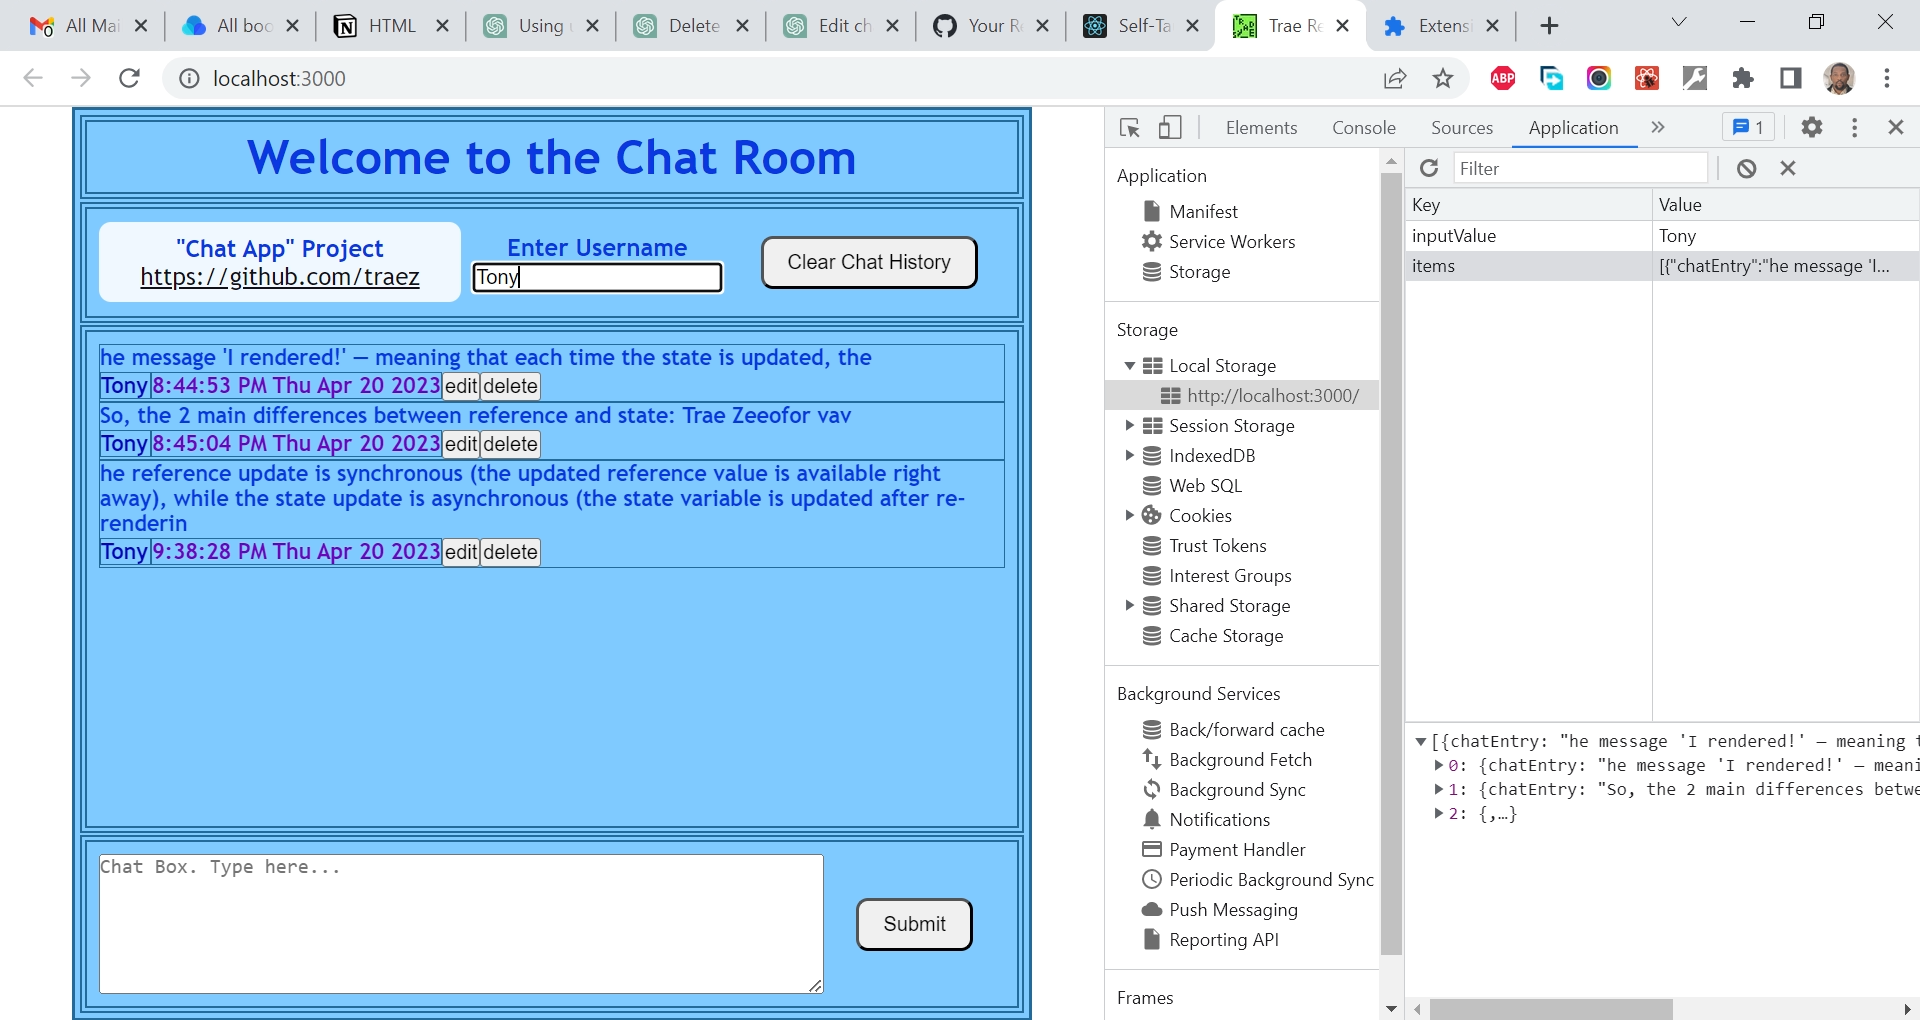 All Mai
All boo
HTML
Using
Delete
Edit ch
Your Re
Self-Ta
Trae Re
Extensi
localhost:3000
ABP
Welcome to the Chat Room
"Chat App" Project
https://github.com/traez
Enter Username
Tony
Clear Chat History
he message 'I rendered!' — meaning that each time the state is updated, the
Tony 8:44:53 PM Thu Apr 20 2023 edit delete
So, the 2 main differences between reference and state: Trae Zeeofor vav
Tony 8:45:04 PM Thu Apr 20 2023 edit delete
he reference update is synchronous (the updated reference value is available right
away), while the state update is asynchronous (the state variable is updated after re-
renderin
Tony 9:38:28 PM Thu Apr 20 2023 edit delete
Chat Box. Type here...
Submit
Elements Console Sources Application 1
Application
Manifest
Service Workers
Storage
Storage
Local Storage
http://localhost:3000/
Session Storage
IndexedDB
Web SQL
Cookies
Trust Tokens
Interest Groups
Shared Storage
Cache Storage
Background Services
Back/forward cache
Background Fetch
Background Sync
Notifications
Payment Handler
Periodic Background Sync
Push Messaging
Reporting API
Frames
Filter
Key Value
inputValue Tony
items [{"chatEntry":"he message 'I...
[{chatEntry: "he message 'I rendered!' — meaning t
0: {chatEntry: "he message 'I rendered!' — meani
1: {chatEntry: "So, the 2 main differences betwe
2: {,…}